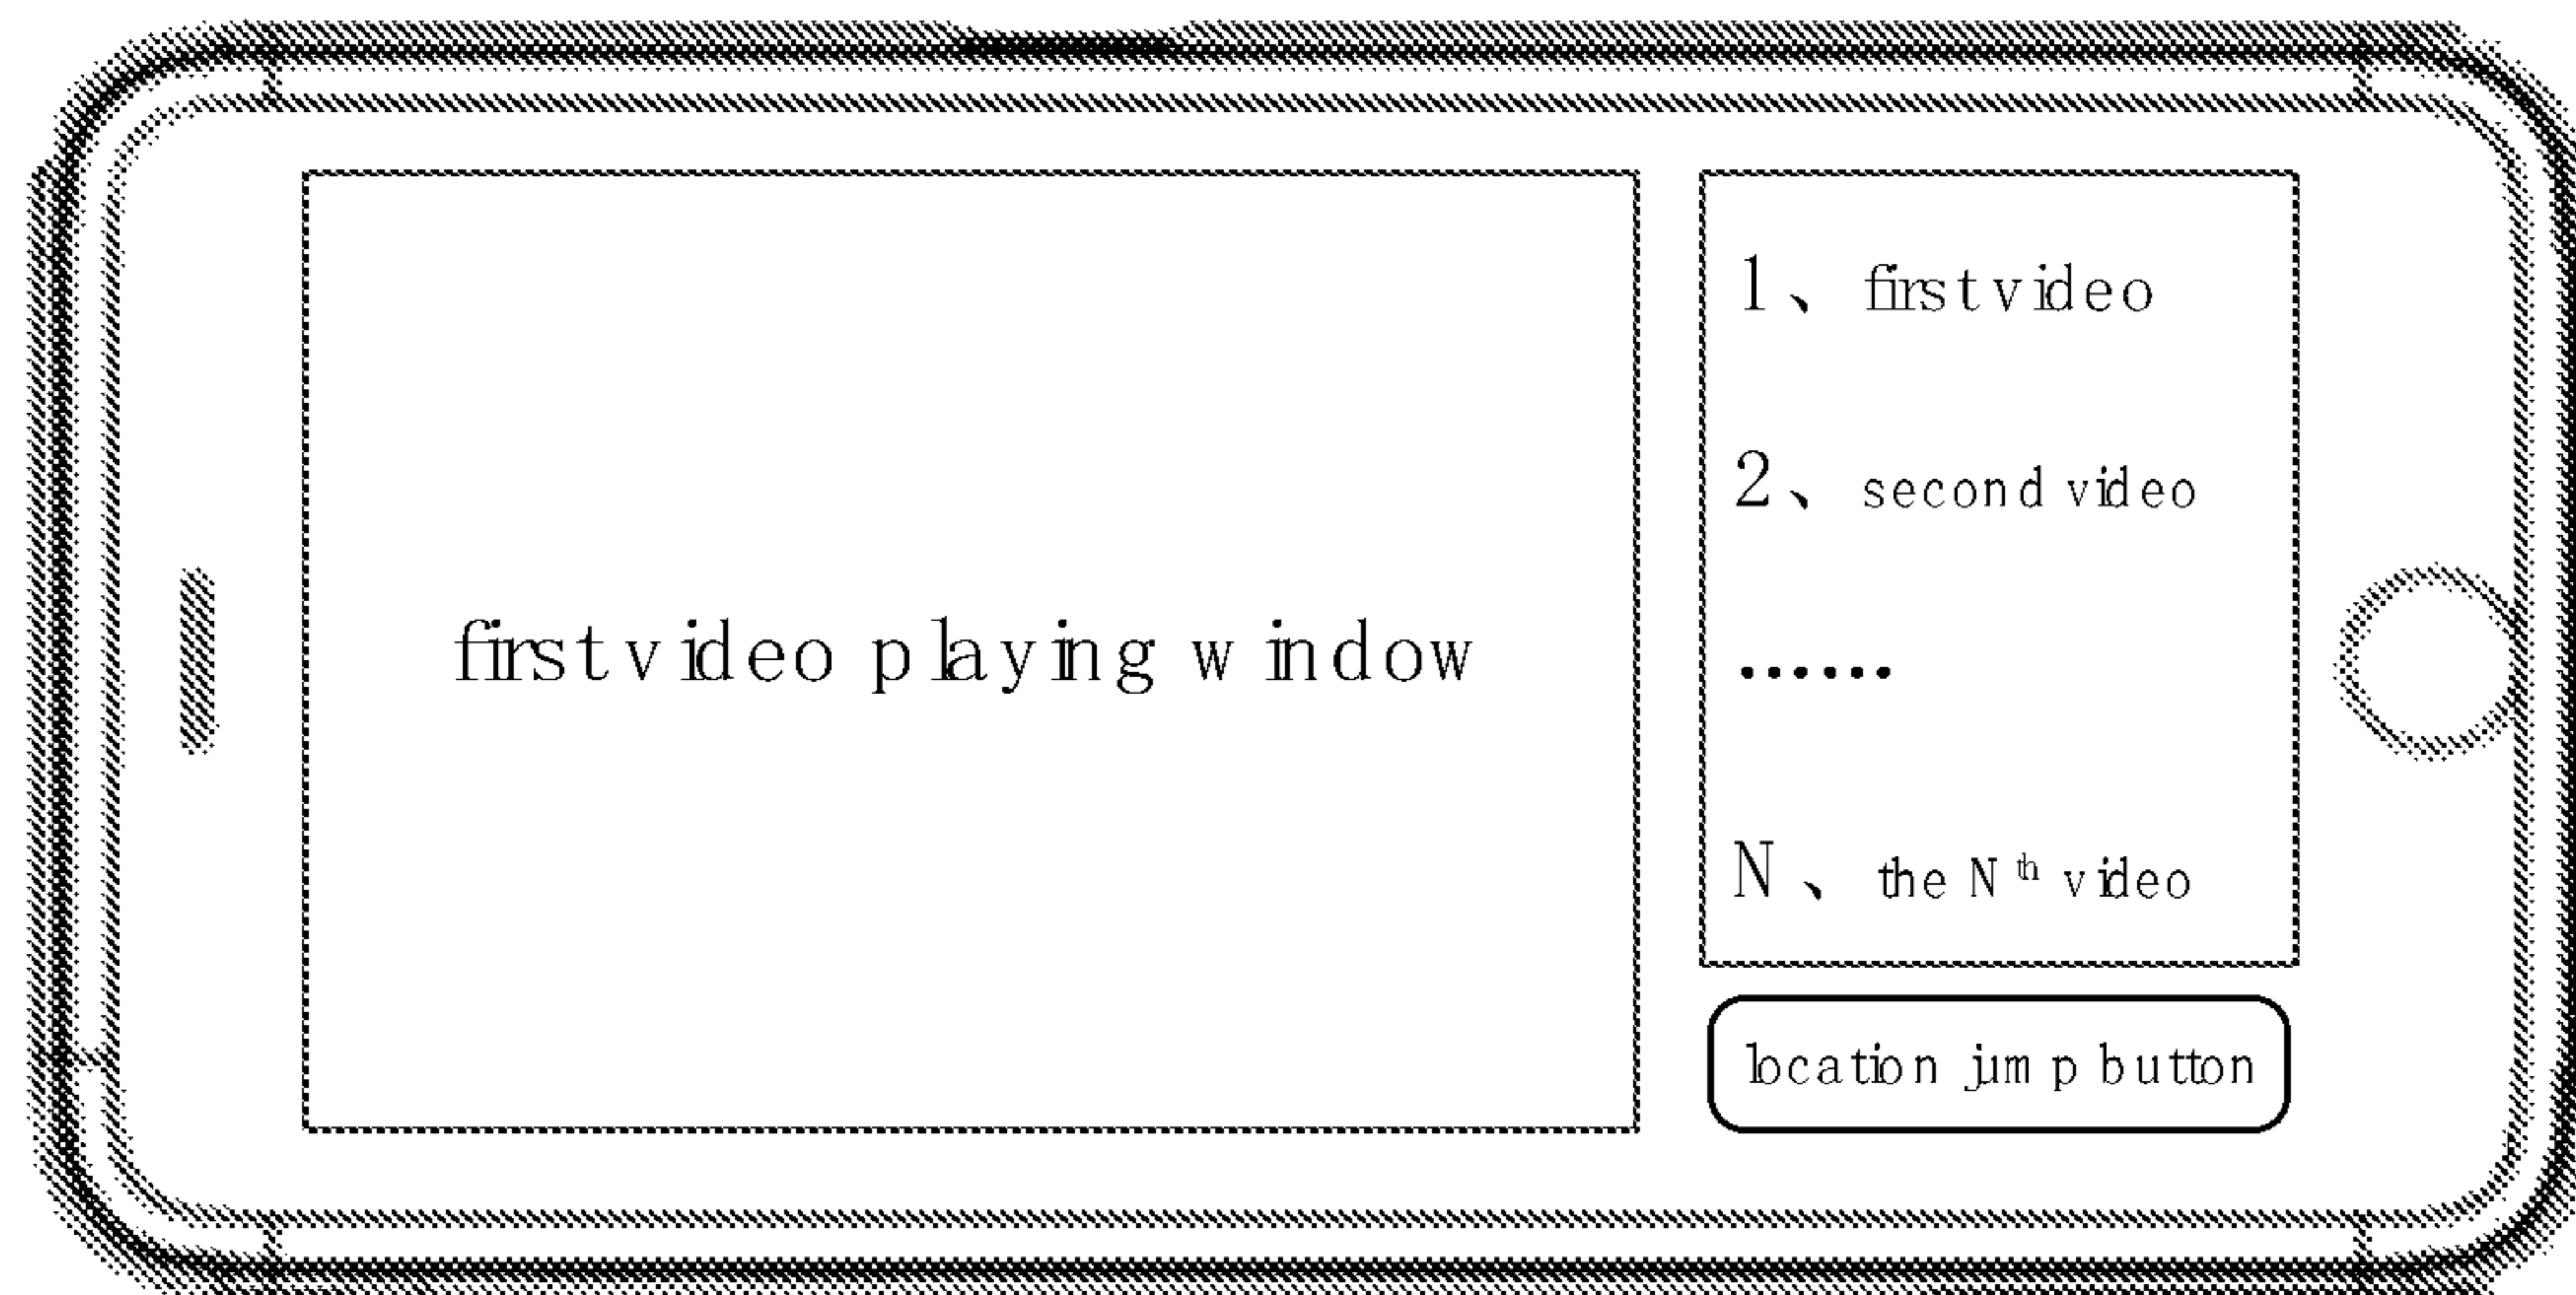 first video playing window
1、first video
2、second video
......
N、the Nth video
location jump button